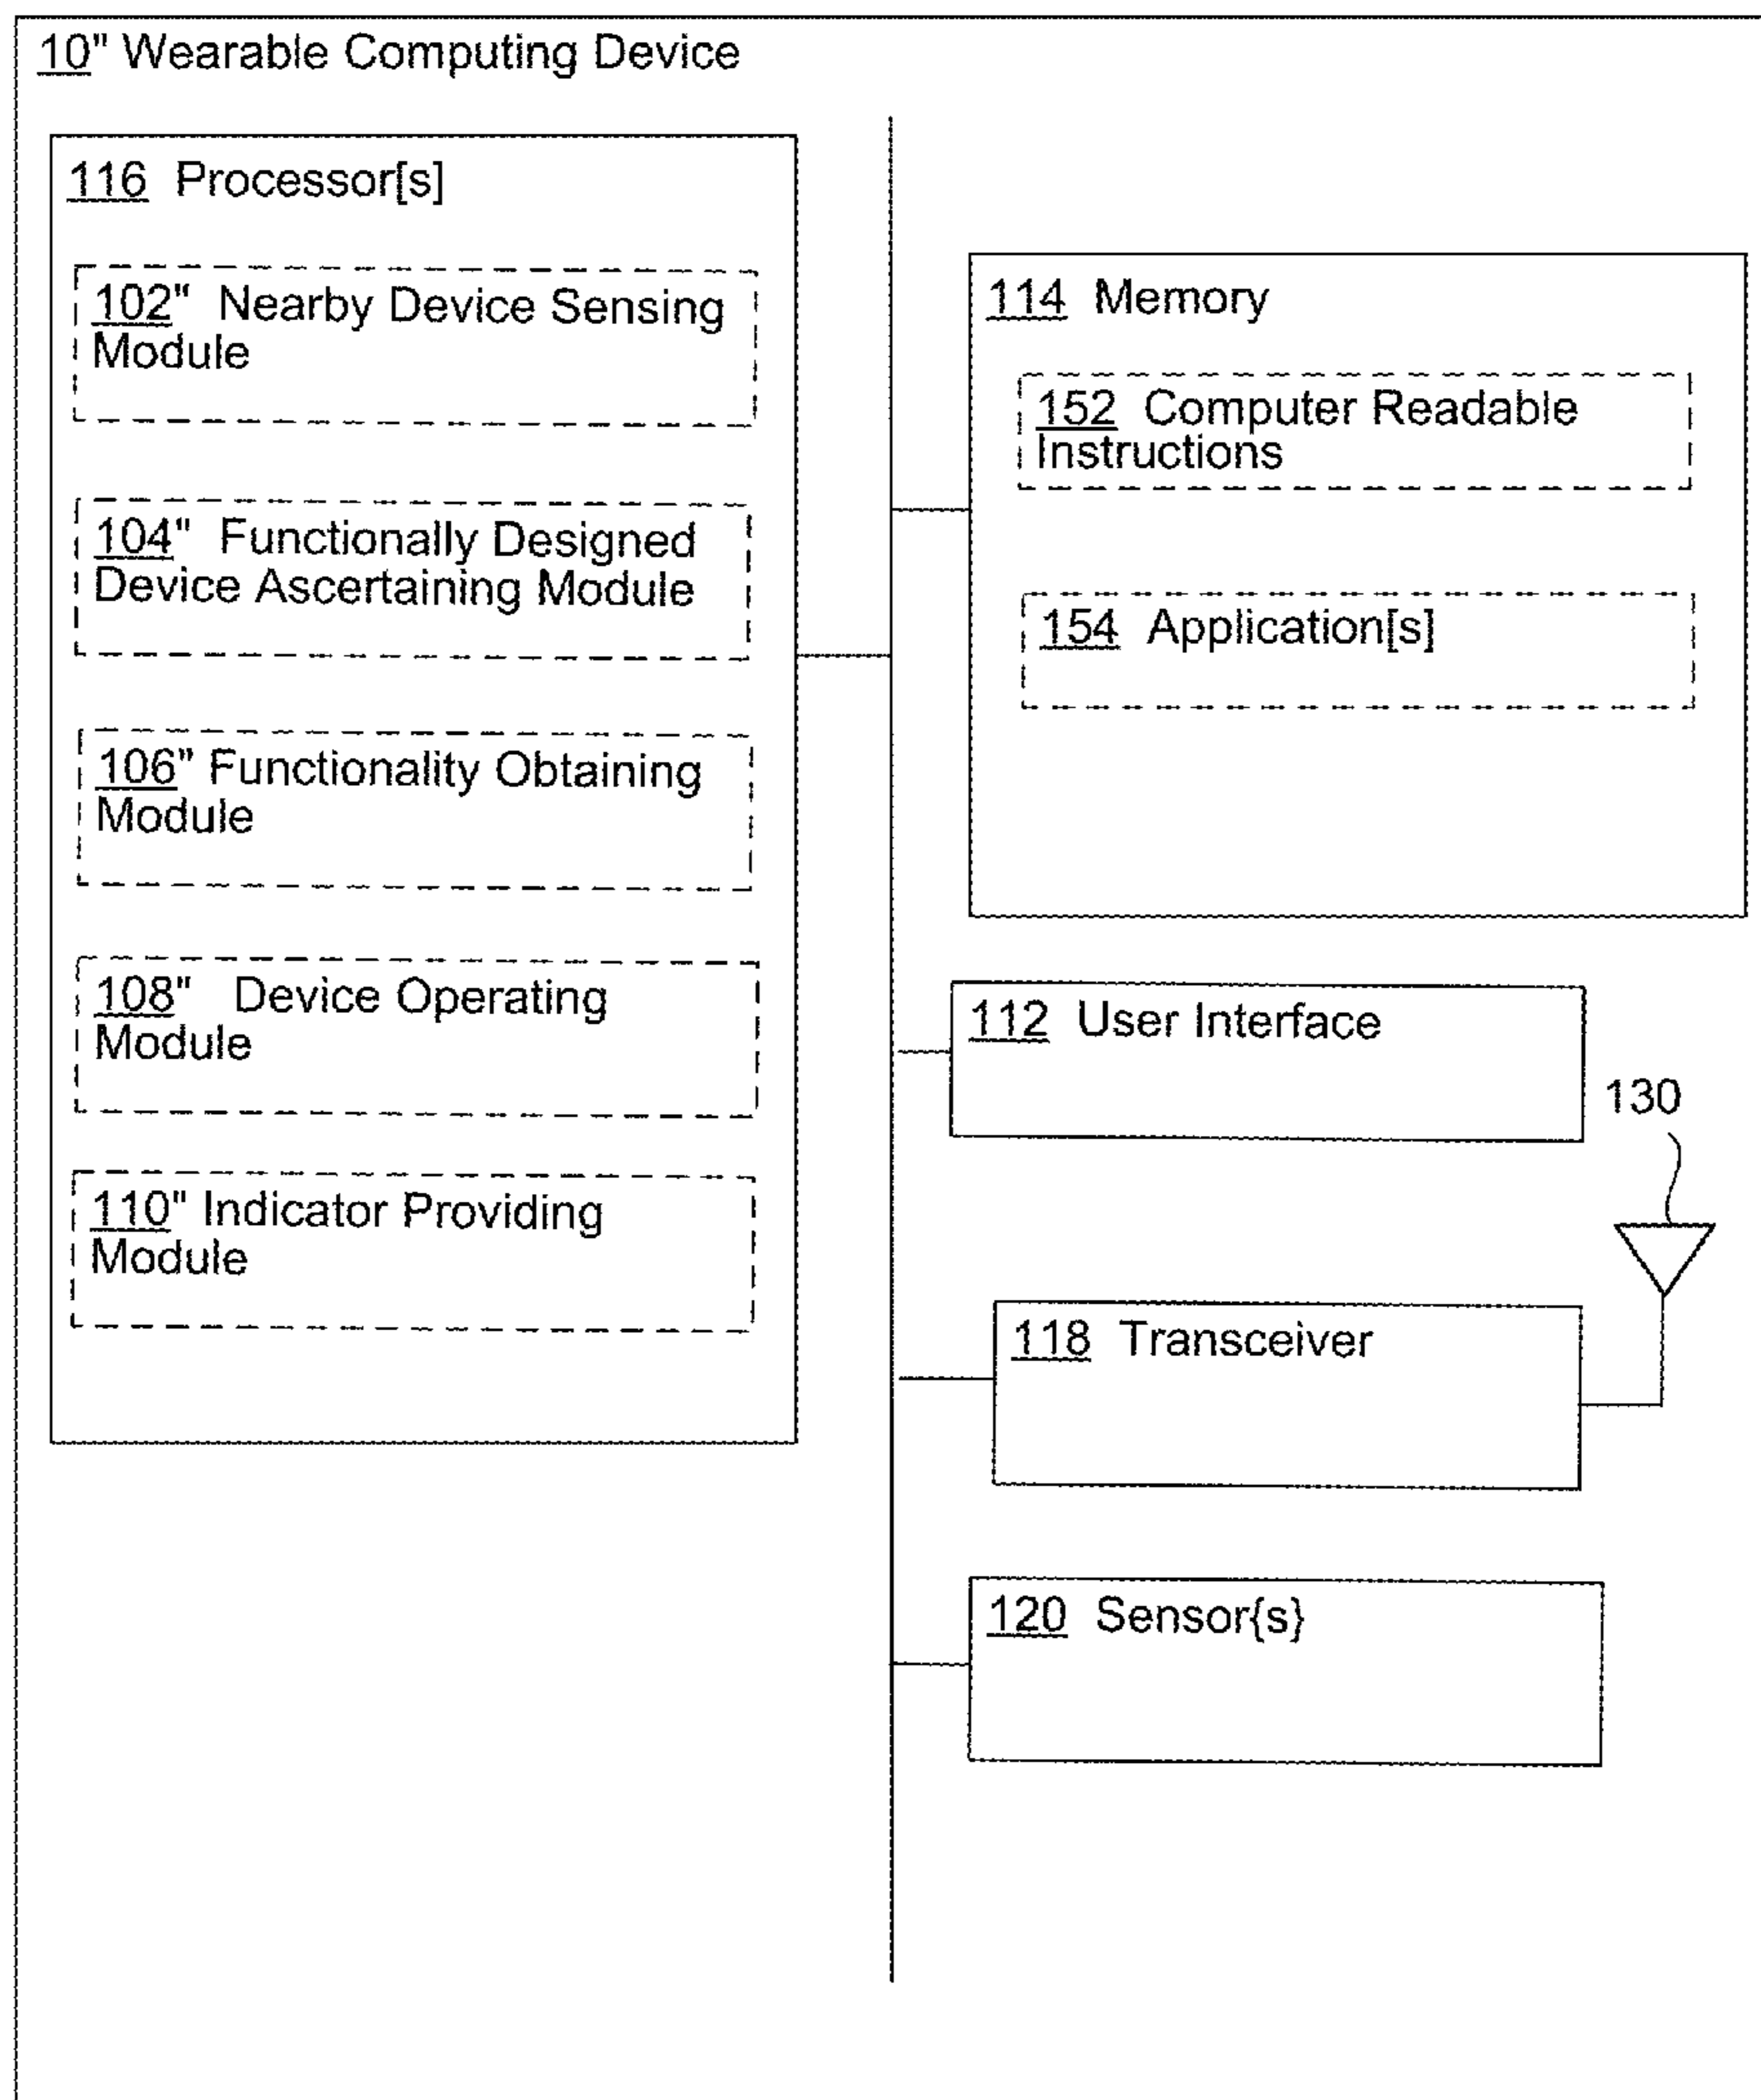 10" Wearable Computing Device
116 Processor[s]
102" Nearby Device Sensing
Module
104" Functionally Designed
Device Ascertaining Module
106" Functionality Obtaining
Module
108" Device Operating
Module
110" Indicator Providing
Module
114 Memory
152 Computer Readable
Instructions
154 Application[s]
112 User Interface
130
118 Transceiver
120 Sensor{s}